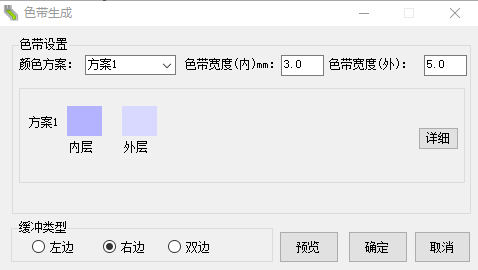 色带生成
色带设置
颜色方案： 方案1 色带宽度(内)mm： 3.0 色带宽度(外)： 5.0
方案1 详细
内层 外层
缓冲类型
左边 右边 双边 预览 确定 取消